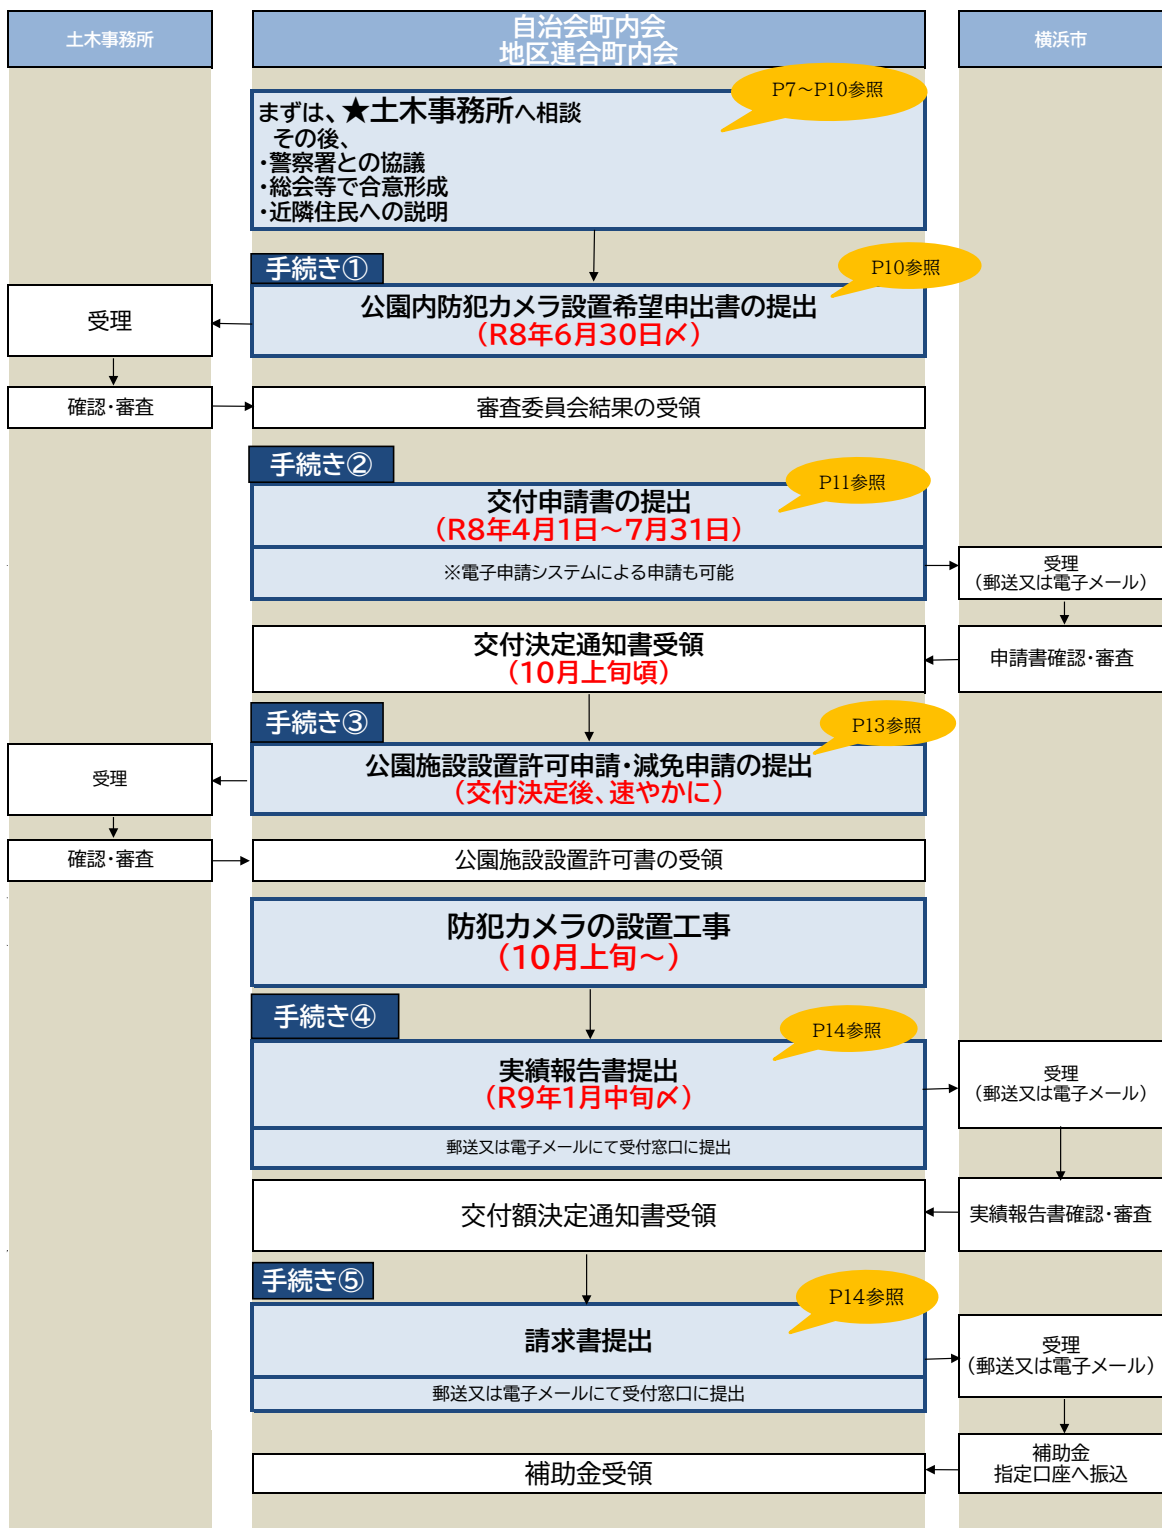 土木事務所
自治会町内会
地区連合町内会
横浜市
P7～P10参照
まずは、★土木事務所へ相談
その後、
・警察署との協議
・総会等で合意形成
・近隣住民への説明
手続き①
P10参照
公園内防犯カメラ設置希望申出書の提出
（R8年6月30日〆）
受理
確認・審査
審査委員会結果の受領
手続き②
P11参照
交付申請書の提出
（R8年4月1日～7月31日）
※電子申請システムによる申請も可能
受理
（郵送又は電子メール）
交付決定通知書受領
（10月上旬頃）
申請書確認・審査
手続き③
P13参照
公園施設設置許可申請・減免申請の提出
（交付決定後、速やかに）
受理
確認・審査
公園施設設置許可書の受領
防犯カメラの設置工事
（10月上旬～）
手続き④
P14参照
実績報告書提出
（R9年1月中旬〆）
郵送又は電子メールにて受付窓口に提出
受理
（郵送又は電子メール）
交付額決定通知書受領
実績報告書確認・審査
手続き⑤
P14参照
請求書提出
郵送又は電子メールにて受付窓口に提出
受理
（郵送又は電子メール）
補助金受領
補助金
指定口座へ振込